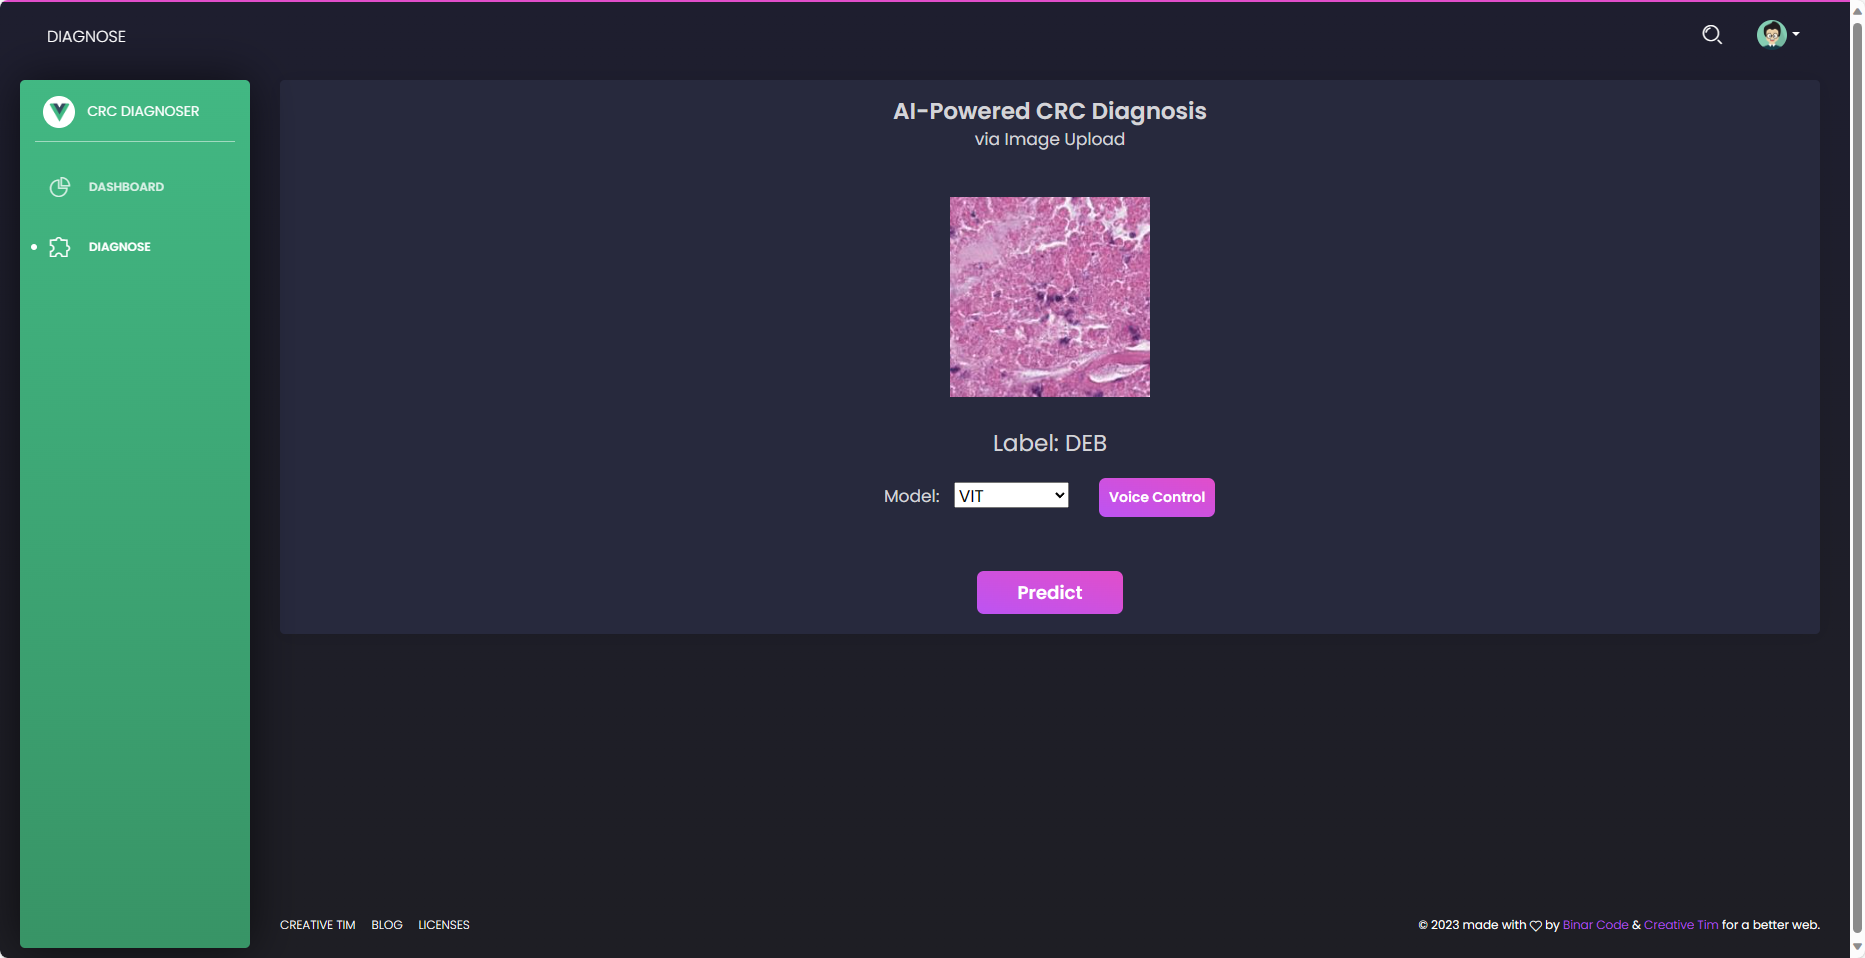 DIAGNOSE
CRC DIAGNOSER
DASHBOARD
DIAGNOSE
AI-Powered CRC Diagnosis
via Image Upload
Label: DEB
Model: VIT Voice Control
Predict
CREATIVE TIM BLOG LICENSES
© 2023 made with ♡ by Binar Code & Creative Tim for a better web.